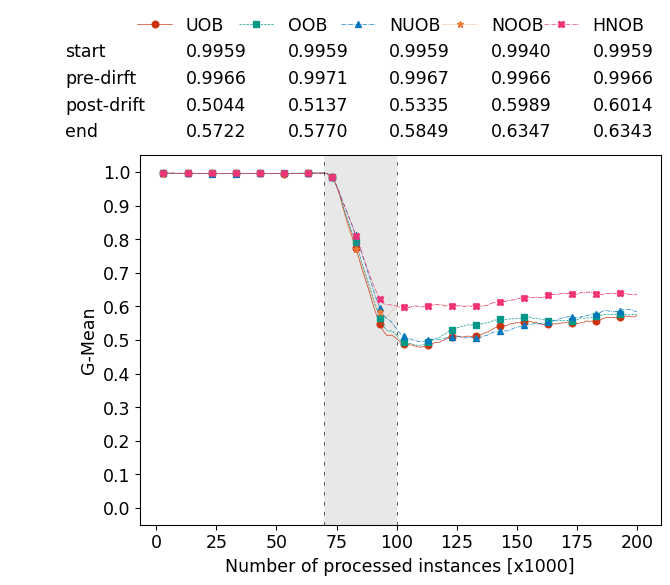 UOB OOB NUOB NOOB HNOB
start 0.9959 0.9959 0.9959 0.9940 0.9959
pre-dirft 0.9966 0.9971 0.9967 0.9966 0.9966
post-drift 0.5044 0.5137 0.5335 0.5989 0.6014
end 0.5722 0.5770 0.5849 0.6347 0.6343
G-Mean
1.0
0.9
0.8
0.7
0.6
0.5
0.4
0.3
0.2
0.1
0.0
0 25 50 75 100 125 150 175 200
Number of processed instances [x1000]